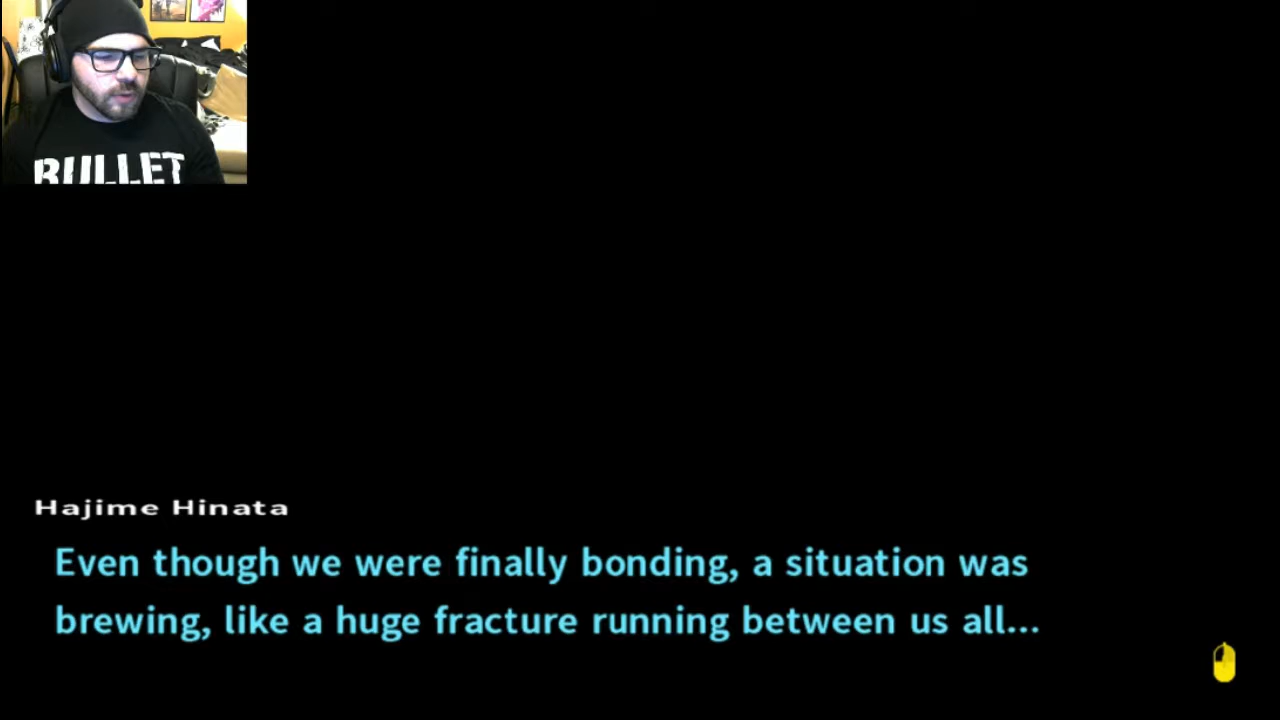 BULLET
Hajime Hinata
Even though we were finally bonding, a situation was
brewing, like a huge fracture running between us all...